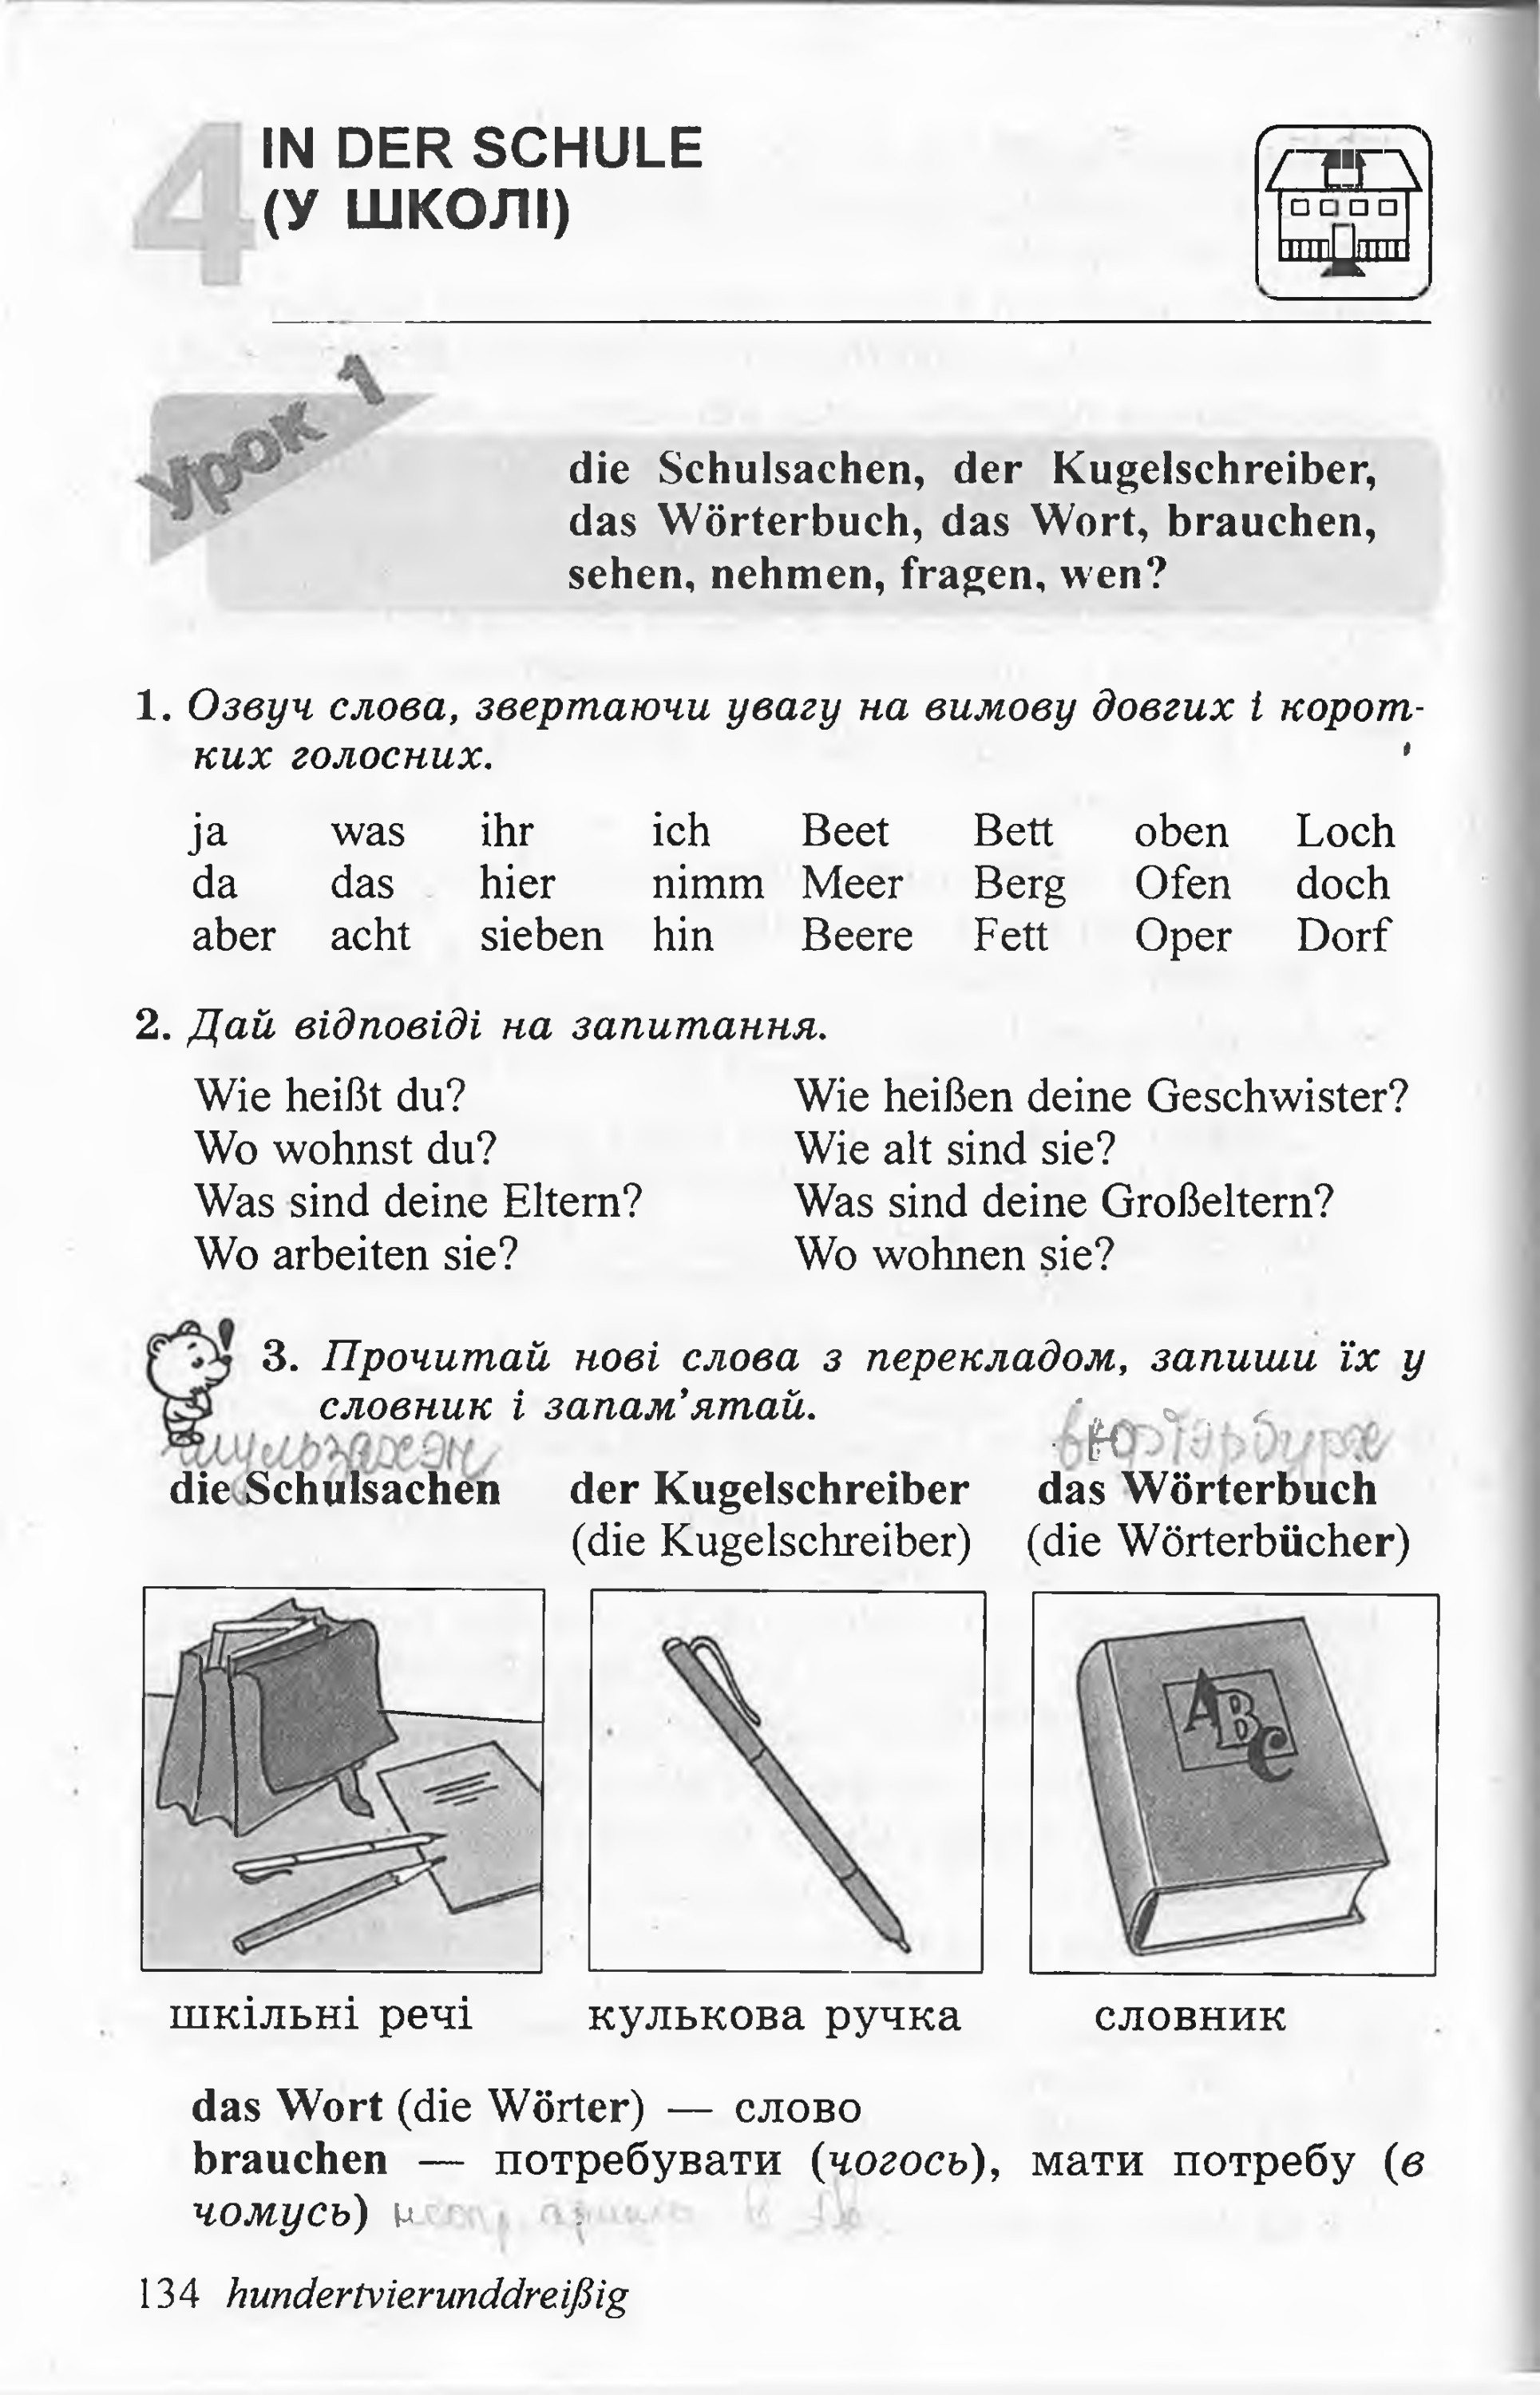 4 IN DER SCHULE
(У ШКОЛІ)
Урок 1
die Schulsachen, der Kugelschreiber,
das Wörterbuch, das Wort, brauchen,
sehen, nehmen, fragen, wen?
1. Озвуч слова, звертаючи увагу на вимову довгих і корот-
ких голосних.
ja was ihr ich Beet Bett oben Loch
da das hier nimm Meer Berg Ofen doch
aber acht sieben hin Beere Fett Oper Dorf
2. Дай відповіді на запитання.
Wie heißt du? Wie heißen deine Geschwister?
Wo wohnst du? Wie alt sind sie?
Was sind deine Eltern? Was sind deine Großeltern?
Wo arbeiten sie? Wo wohnen sie?
! 3. Прочитай нові слова з перекладом, запиши їх у
словник і запам’ятай.
шульзахэн
die Schulsachen der Kugelschreiber das Wörterbuch
(die Kugelschreiber) (die Wörterbücher)
ABC
шкільні речі кулькова ручка словник
das Wort (die Wörter) — слово
brauchen — потребувати (чогось), мати потребу (в
чомусь)
134 hundertvierunddreißig